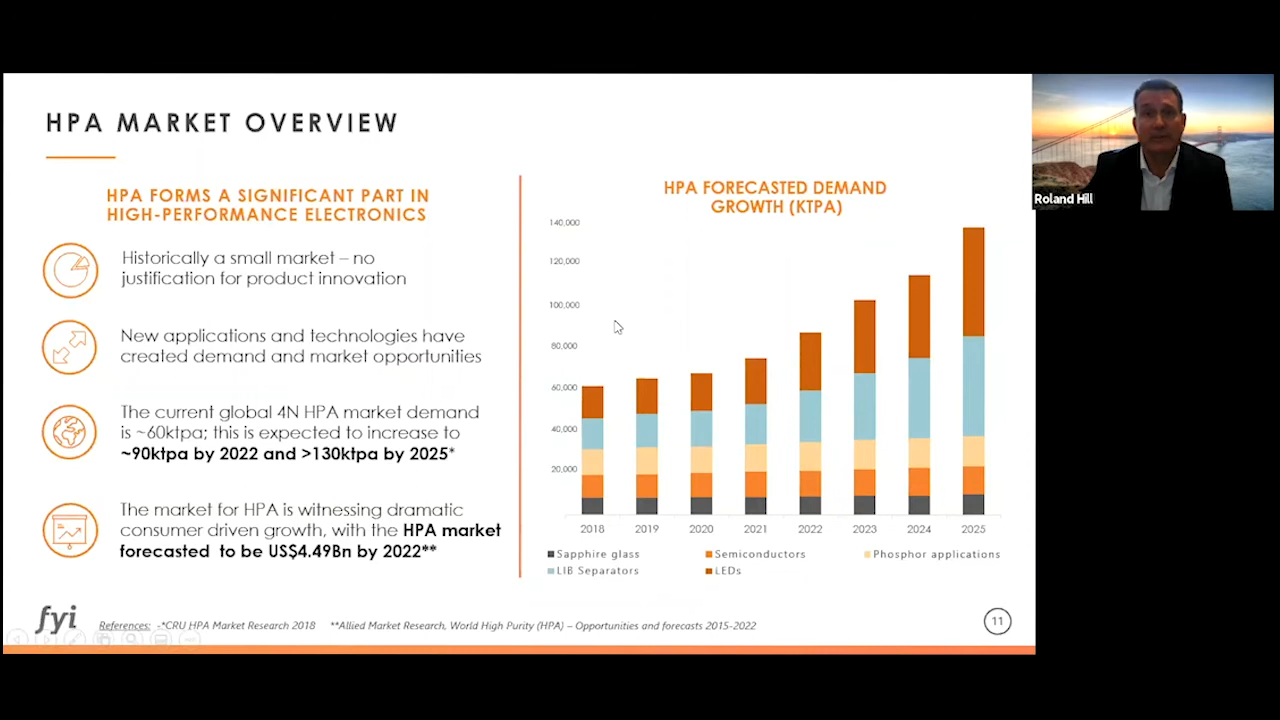 HPA MARKET OVERVIEW
HPA FORMS A SIGNIFICANT PART IN
HIGH-PERFORMANCE ELECTRONICS
Historically a small market – no
justification for product innovation
New applications and technologies have
created demand and market opportunities
The current global 4N HPA market demand
is ~60ktpa; this is expected to increase to
~90ktpa by 2022 and >130ktpa by 2025*
The market for HPA is witnessing dramatic
consumer driven growth, with the HPA market
forecasted to be US$4.49Bn by 2022**
HPA FORECASTED DEMAND
GROWTH (KTPA)
140,000
120,000
100,000
80,000
60,000
40,000
20,000
2018 2019 2020 2021 2022 2023 2024 2025
Sapphire glass Semiconductors Phosphor applications
LIB Separators LEDs
fyi
References: -*CRU HPA Market Research 2018 **Allied Market Research, World High Purity (HPA) – Opportunities and forecasts 2015-2022
11
Roland Hill